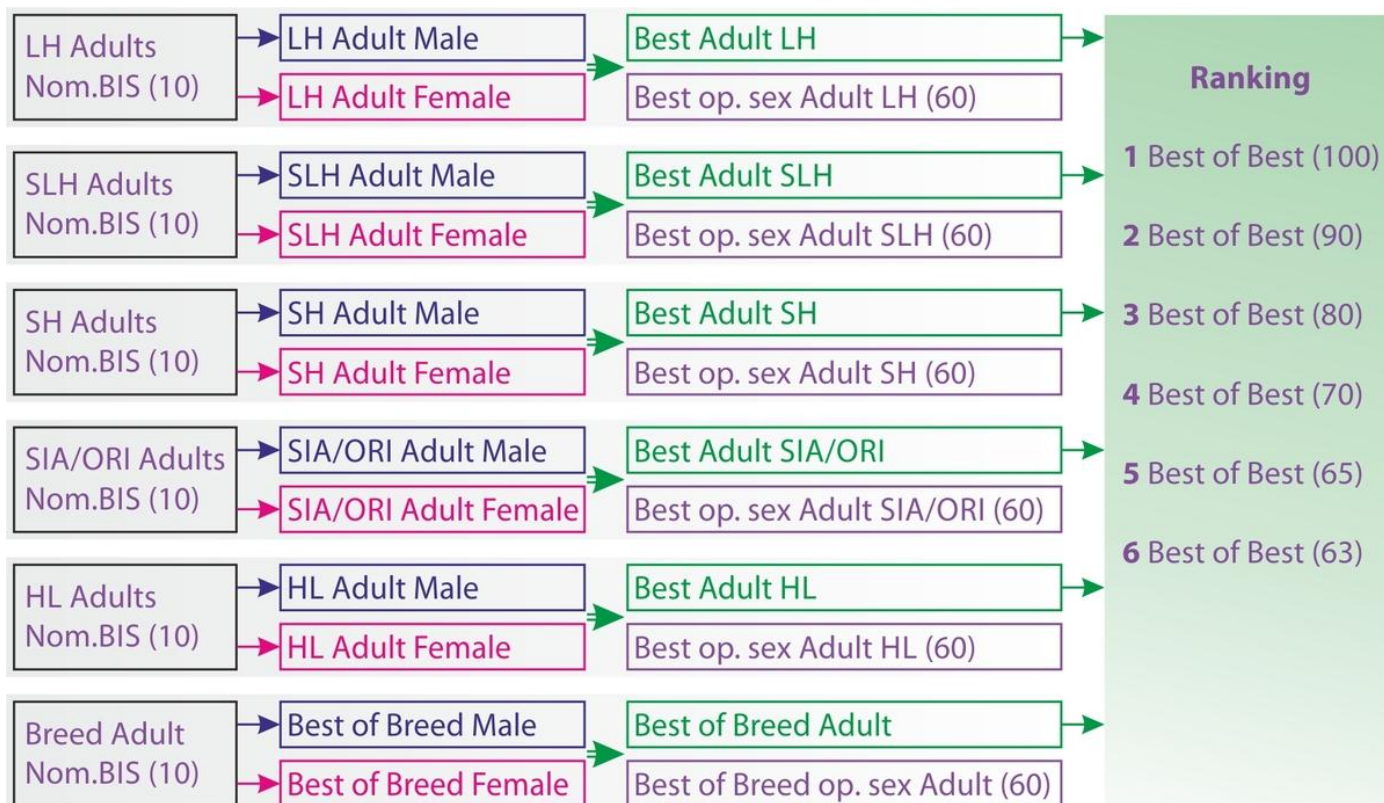 LH Adults
Nom.BIS (10)
LH Adult Male
LH Adult Female
Best Adult LH
Best op. sex Adult LH (60)
SLH Adults
Nom.BIS (10)
SLH Adult Male
SLH Adult Female
Best Adult SLH
Best op. sex Adult SLH (60)
SH Adults
Nom.BIS (10)
SH Adult Male
SH Adult Female
Best Adult SH
Best op. sex Adult SH (60)
SIA/ORI Adults
Nom.BIS (10)
SIA/ORI Adult Male
SIA/ORI Adult Female
Best Adult SIA/ORI
Best op. sex Adult SIA/ORI (60)
HL Adults
Nom.BIS (10)
HL Adult Male
HL Adult Female
Best Adult HL
Best op. sex Adult HL (60)
Breed Adult
Nom.BIS (10)
Best of Breed Male
Best of Breed Female
Best of Breed Adult
Best of Breed op. sex Adult (60)
Ranking
1 Best of Best (100)
2 Best of Best (90)
3 Best of Best (80)
4 Best of Best (70)
5 Best of Best (65)
6 Best of Best (63)